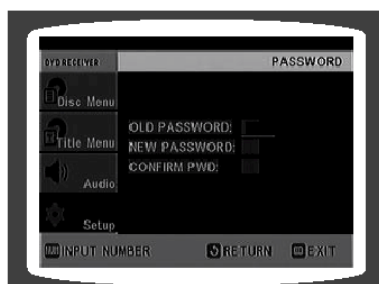 DVD RECEIVER PASSWORD
Disc Menu
Title Menu
Audio
Setup
OLD PASSWORD:
NEW PASSWORD:
CONFIRM PWD:
INPUT NUMBER RETURN EXIT